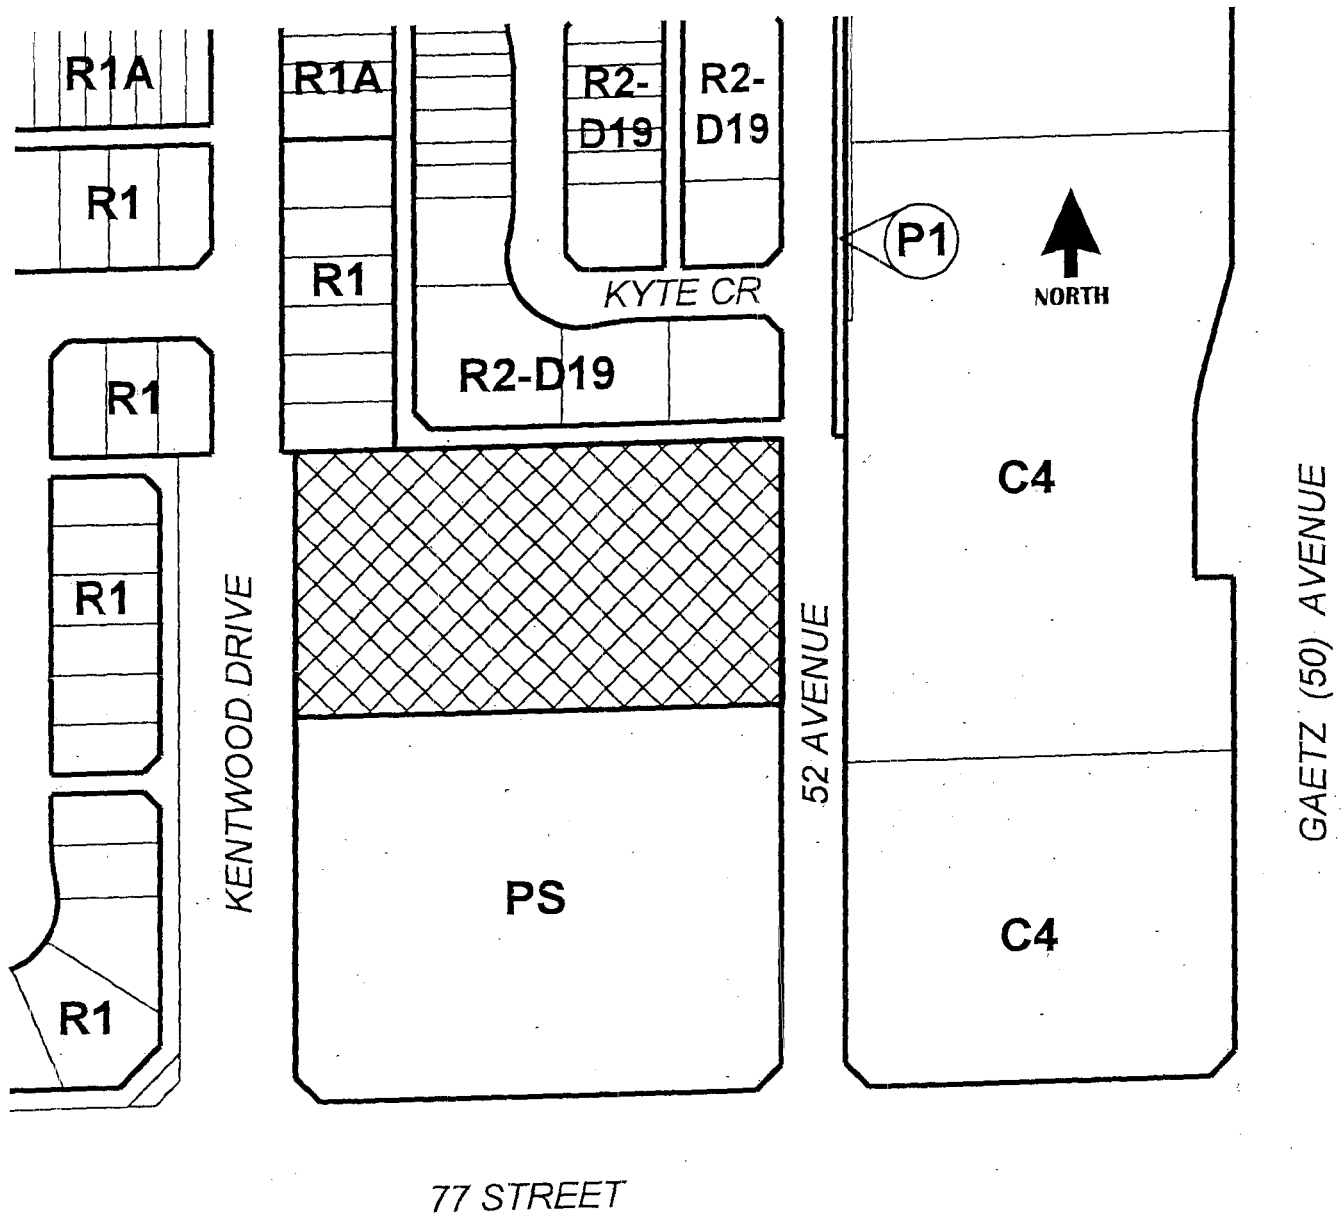 R1A
R1A
R2-
D19
R2-
D19
R1
P1
R1
KYTE CR
NORTH
R2-D19
R1
C4
R1
KENTWOOD DRIVE
52 AVENUE
GAETZ (50) AVENUE
PS
C4
R1
77 STREET